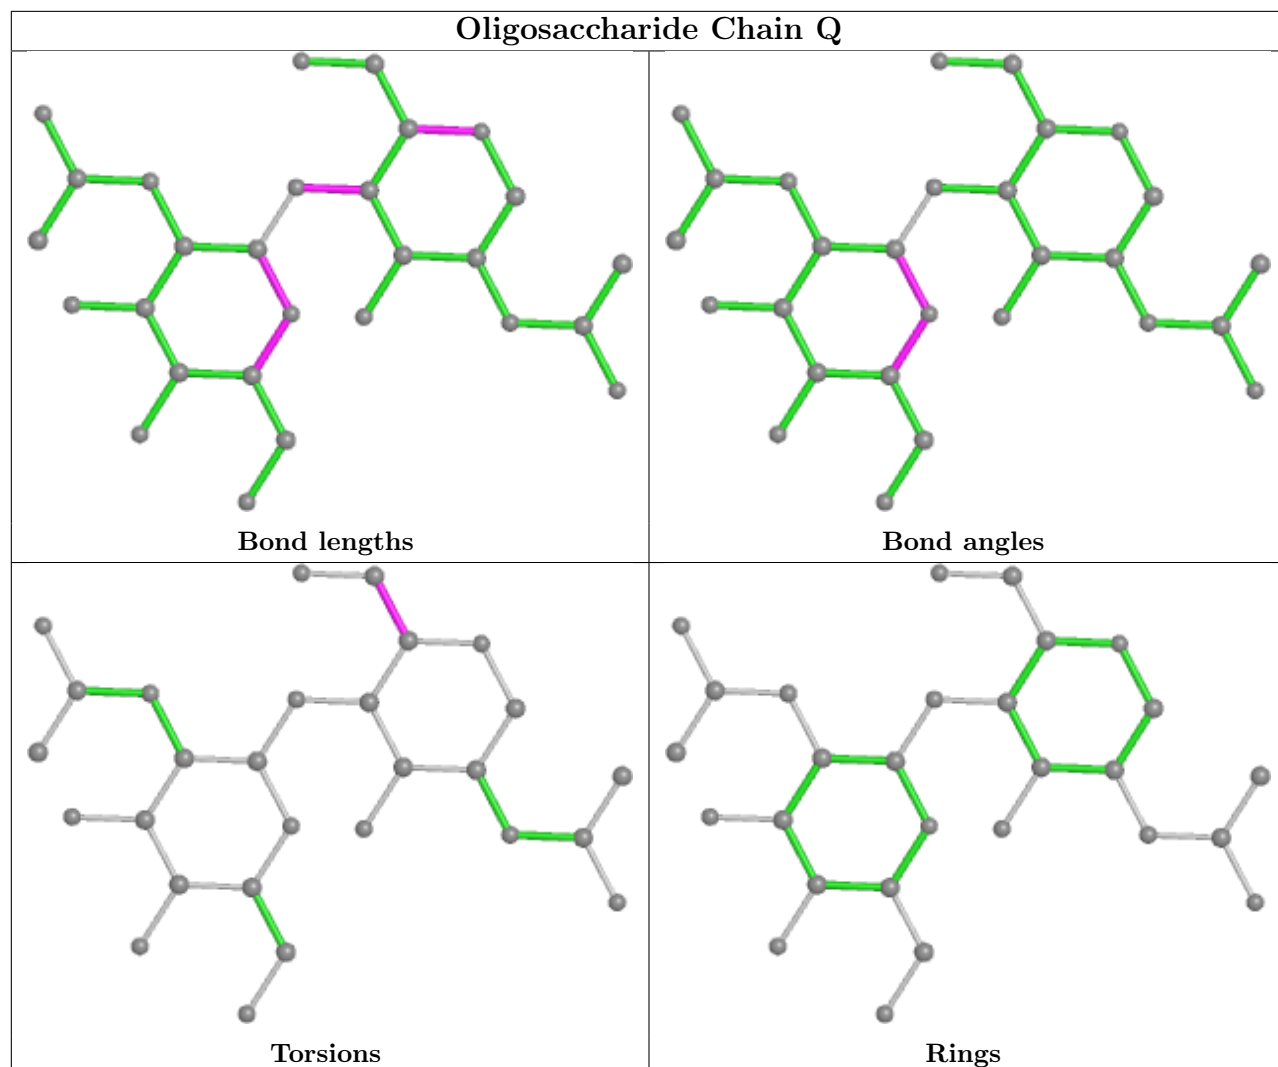 Oligosaccharide Chain Q
Bond lengths
Bond angles
Torsions
Rings